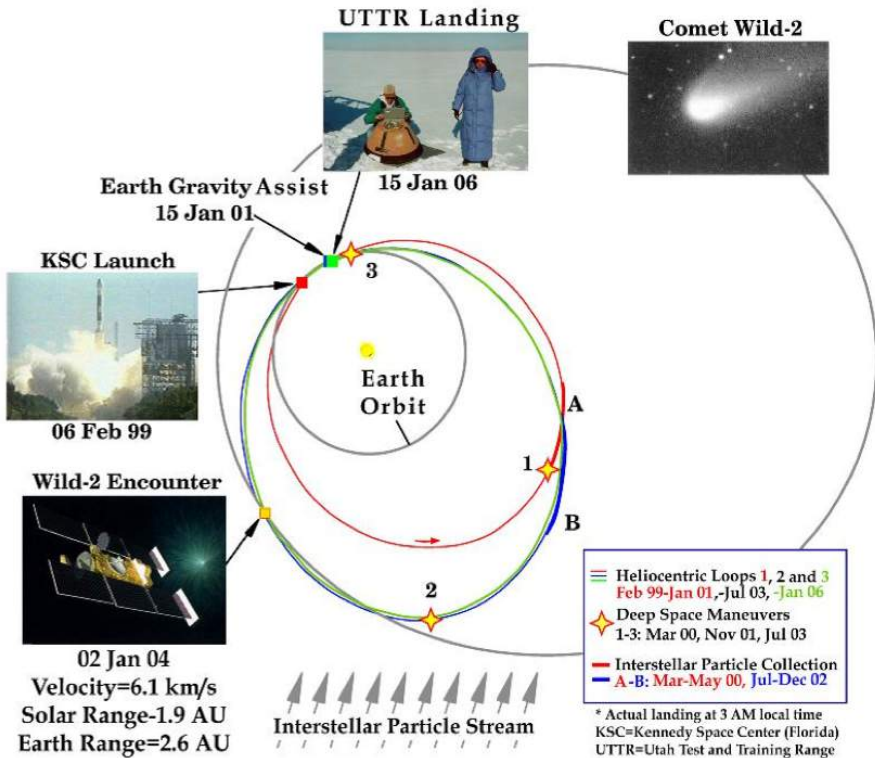 UTTR Landing
15 Jan 06
Comet Wild-2
Earth Gravity Assist
15 Jan 01
KSC Launch
06 Feb 99
3
Earth
Orbit
A
1
B
2
Wild-2 Encounter
02 Jan 04
Velocity=6.1 km/s
Solar Range-1.9 AU
Earth Range=2.6 AU
Interstellar Particle Stream
Heliocentric Loops 1, 2 and 3
Feb 99-Jan 01,-Jul 03, -Jan 06
Deep Space Maneuvers
1-3: Mar 00, Nov 01, Jul 03
Interstellar Particle Collection
A-B: Mar-May 00, Jul-Dec 02
* Actual landing at 3 AM local time
KSC=Kennedy Space Center (Florida)
UTTR=Utah Test and Training Range